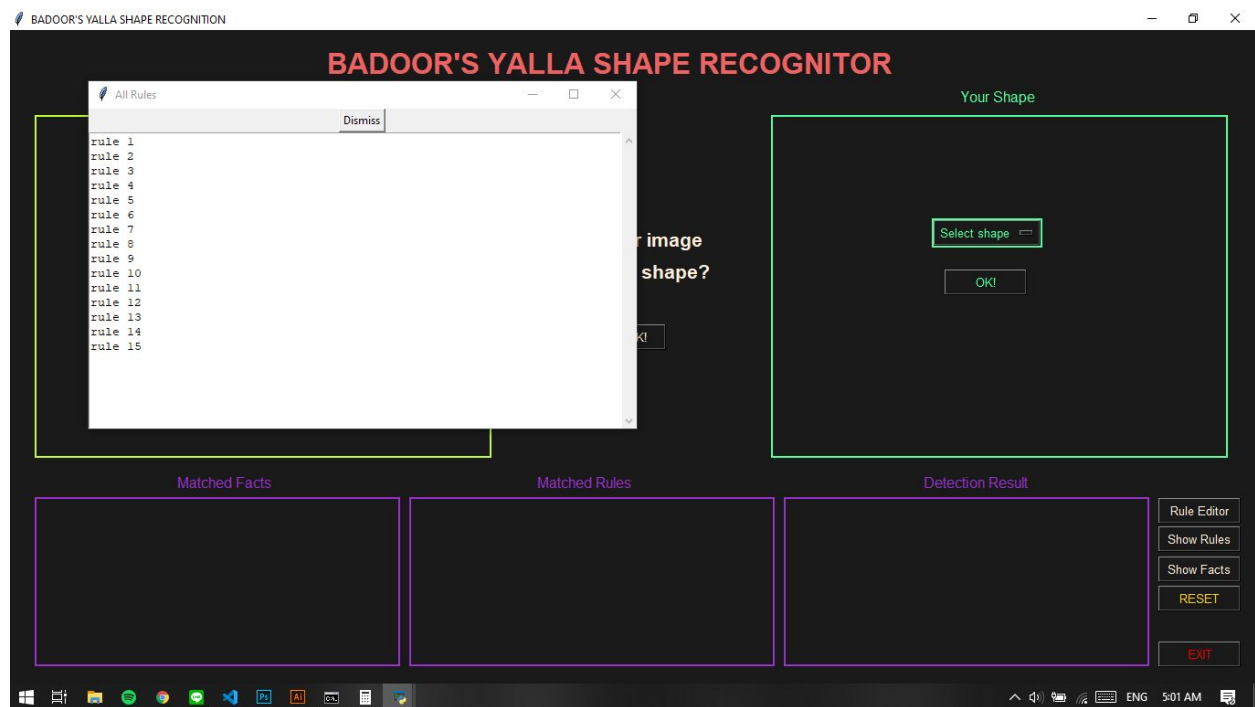 BADOOR'S YALLA SHAPE RECOGNITION
BADOOR'S YALLA SHAPE RECOGNITOR
All Rules
Dismiss
rule 1
rule 2
rule 3
rule 4
rule 5
rule 6
rule 7
rule 8
rule 9
rule 10
rule 11
rule 12
rule 13
rule 14
rule 15
image
shape?
K!
Your Shape
Select shape
OK!
Matched Facts
Matched Rules
Detection Result
Rule Editor
Show Rules
Show Facts
RESET
EXIT
Ps
Ai
ENG
5:01 AM